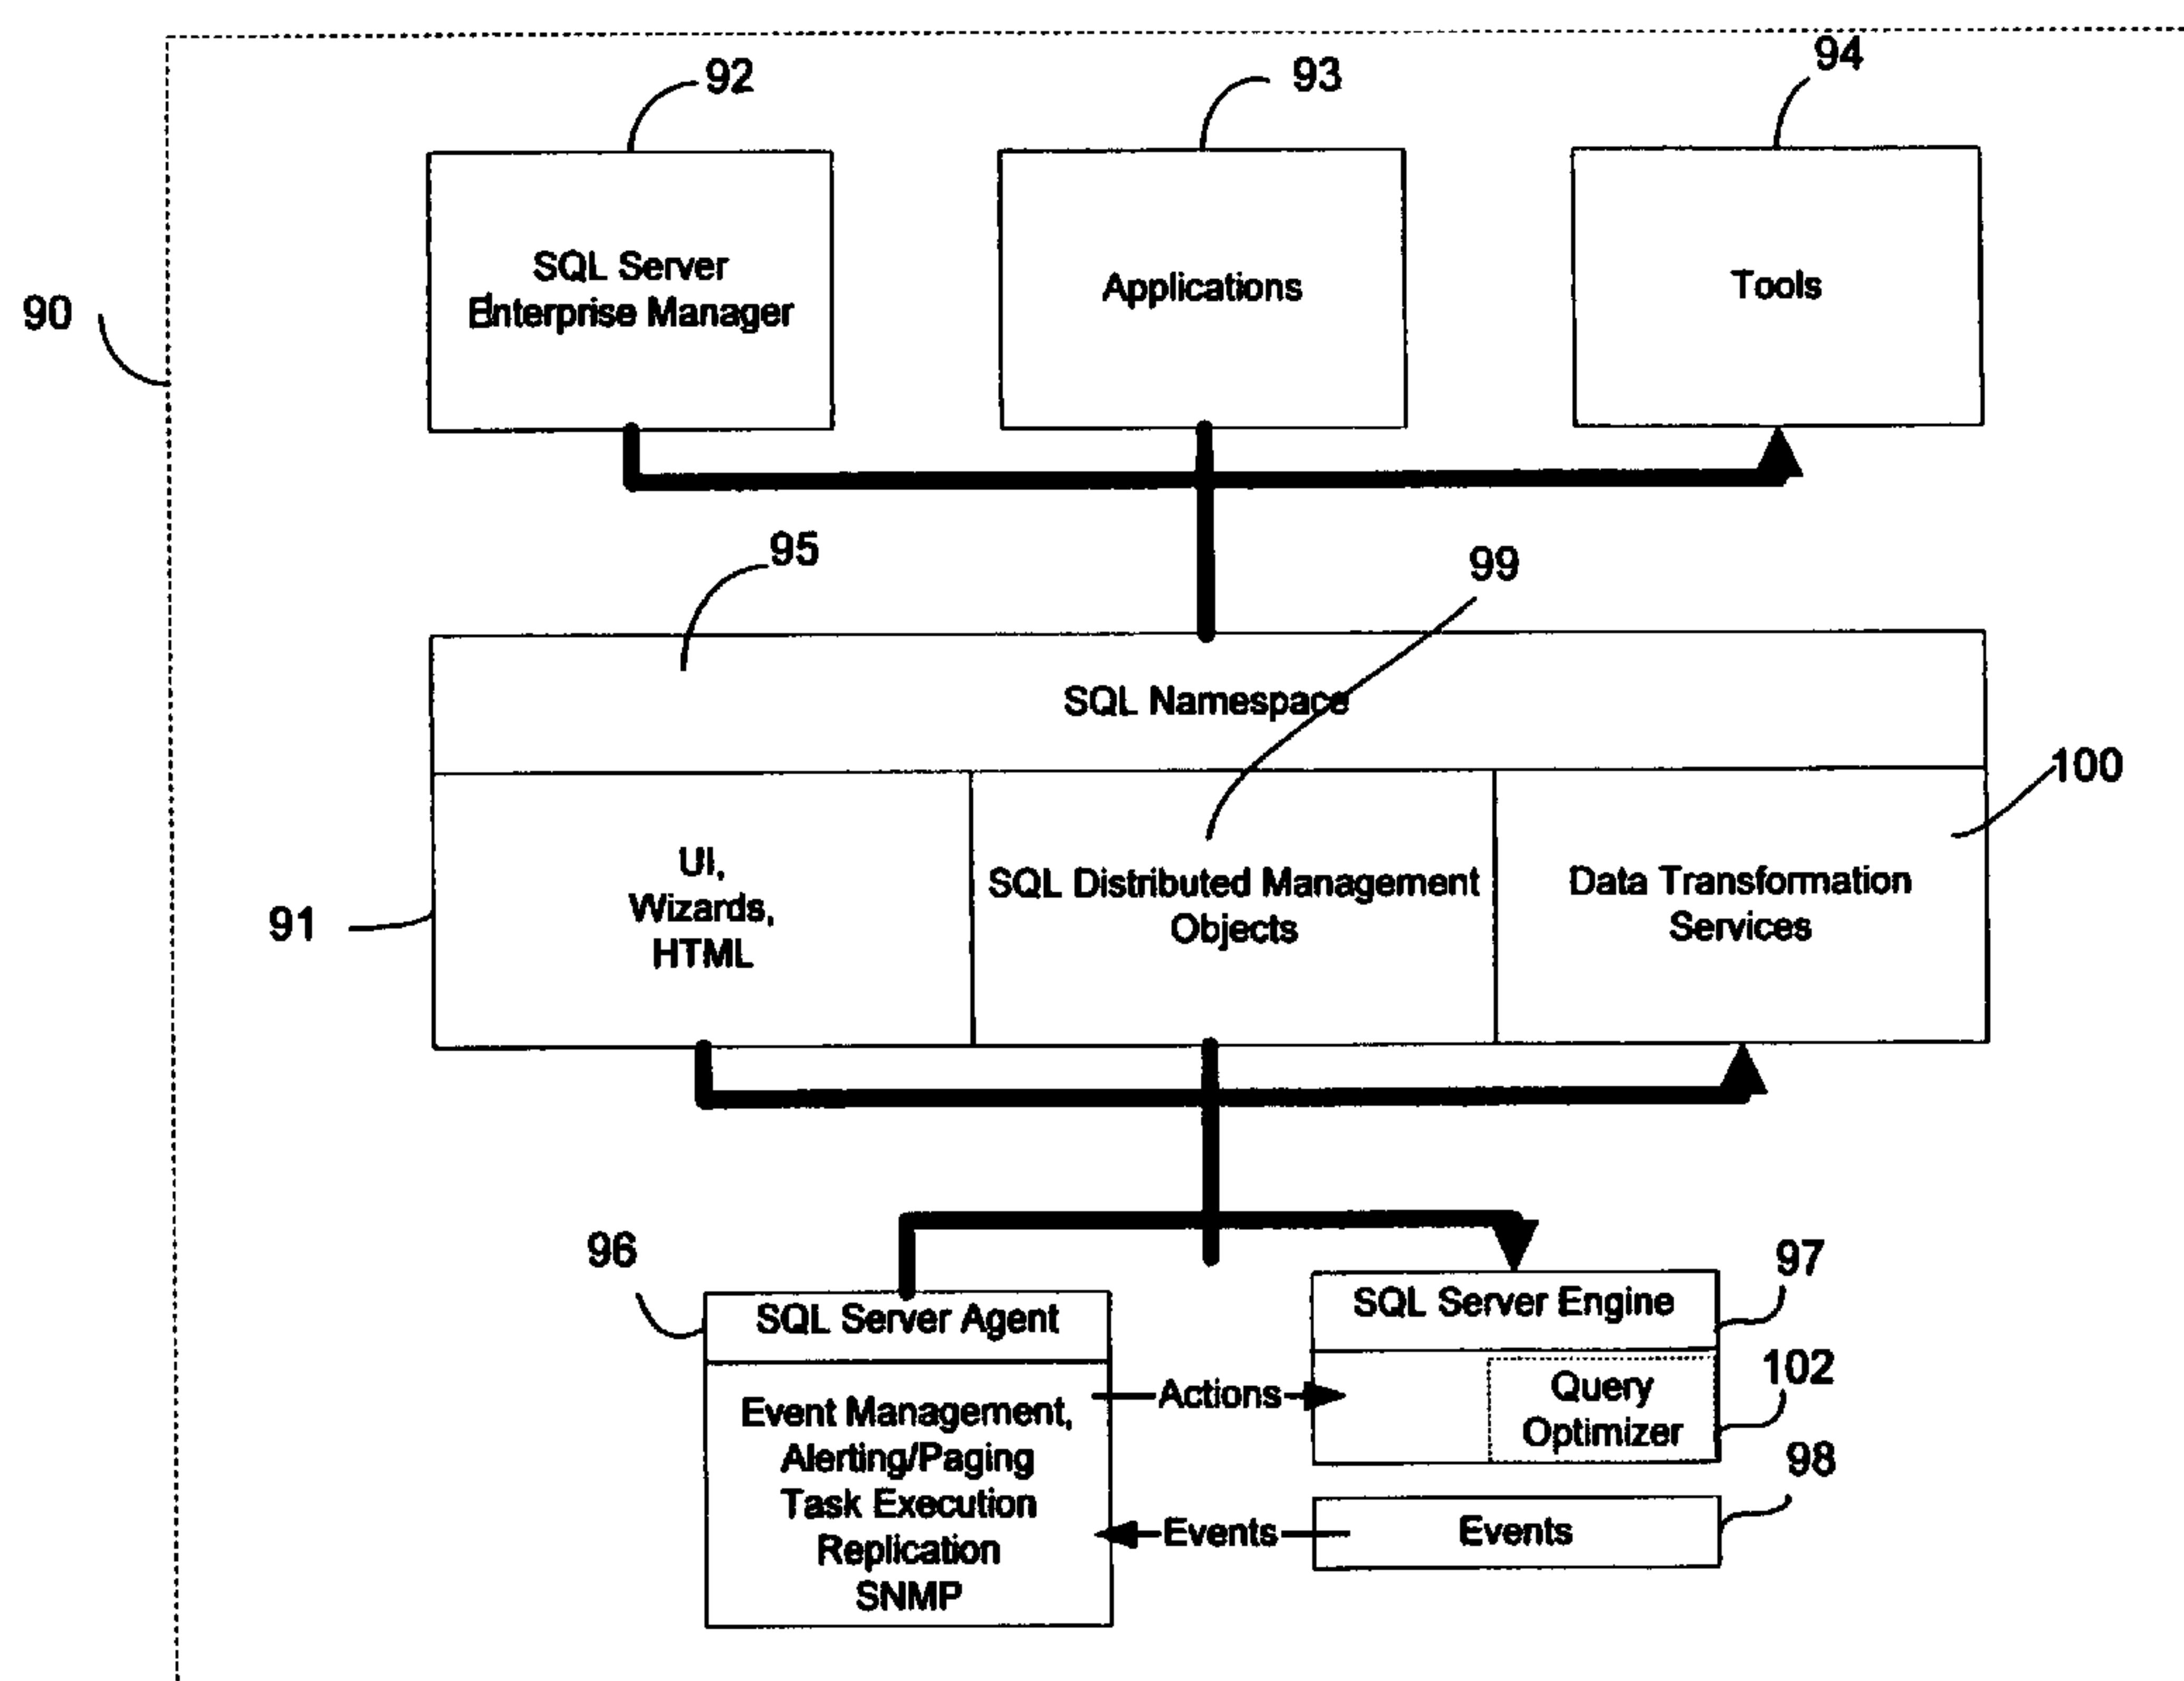 92
93
94
90
SQL Server
Enterprise Manager
Applications
Tools
95
99
SQL Namespace
100
91
UI,
Wizards,
HTML
SQL Distributed Management
Objects
Data Transformation
Services
96
97
SQL Server Agent
SQL Server Engine
102
Event Management,
Alerting/Paging
Task Execution
Replication
SNMP
Actions
Query
Optimizer
98
Events
Events